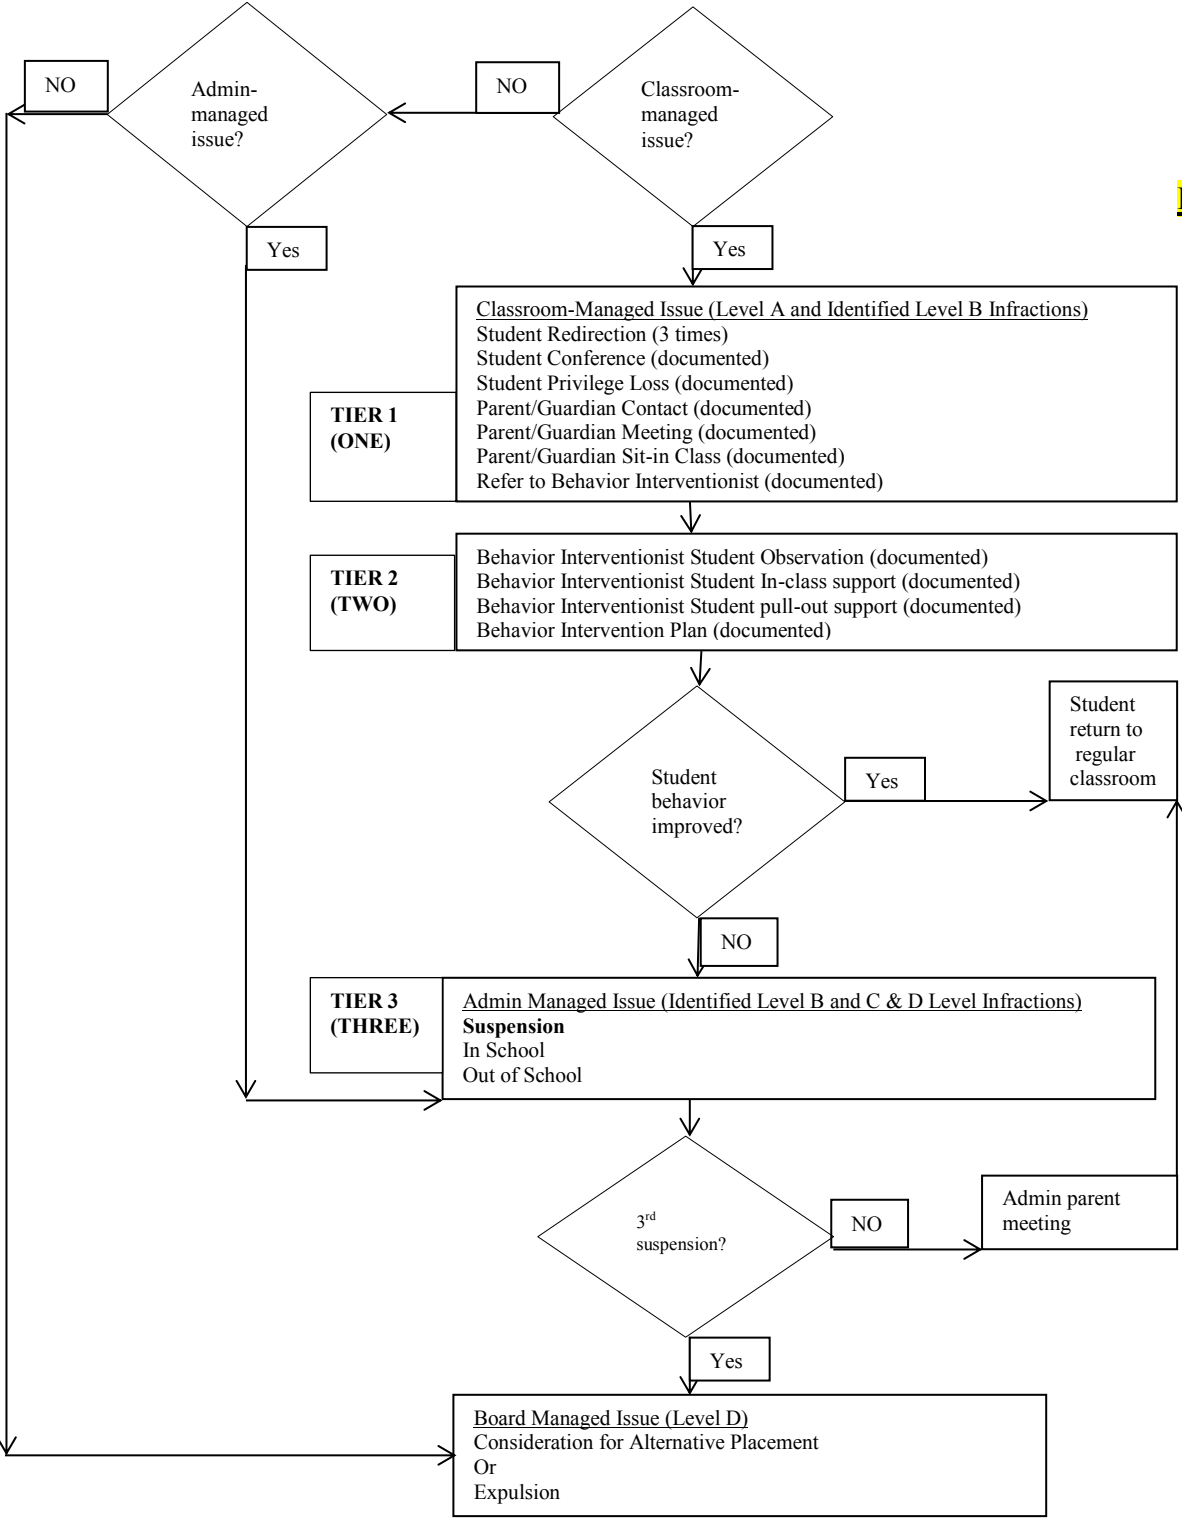 NO
Admin-
managed
issue?
NO
Classroom-
managed
issue?
Yes
Yes
Classroom-Managed Issue (Level A and Identified Level B Infractions)
Student Redirection (3 times)
Student Conference (documented)
Student Privilege Loss (documented)
Parent/Guardian Contact (documented)
Parent/Guardian Meeting (documented)
Parent/Guardian Sit-in Class (documented)
Refer to Behavior Interventionist (documented)
TIER 1
(ONE)
Behavior Interventionist Student Observation (documented)
Behavior Interventionist Student In-class support (documented)
Behavior Interventionist Student pull-out support (documented)
Behavior Intervention Plan (documented)
TIER 2
(TWO)
Student
behavior
improved?
Yes
Student
return to
regular
classroom
NO
TIER 3
(THREE)
Admin Managed Issue (Identified Level B and C & D Level Infractions)
Suspension
In School
Out of School
3rd
suspension?
NO
Admin parent
meeting
Yes
Board Managed Issue (Level D)
Consideration for Alternative Placement
Or
Expulsion